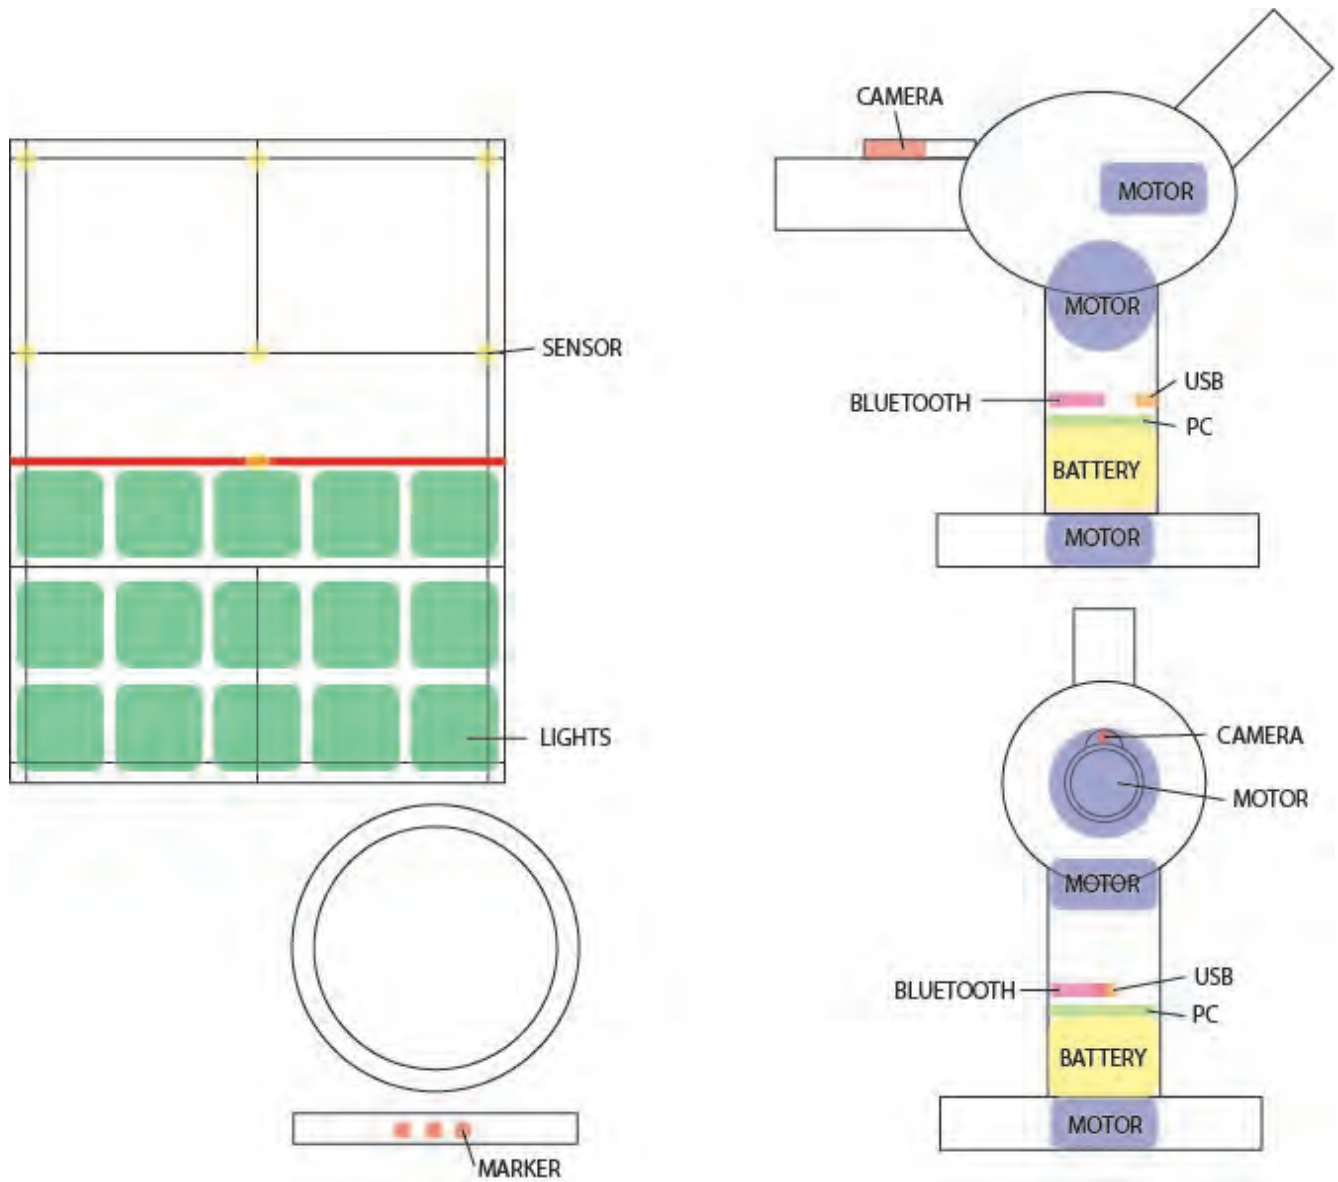 CAMERA
MOTOR
MOTOR
SENSOR
USB
BLUETOOTH
PC
BATTERY
MOTOR
LIGHTS
CAMERA
MOTOR
MOTOR
USB
BLUETOOTH
PC
BATTERY
MOTOR
MARKER